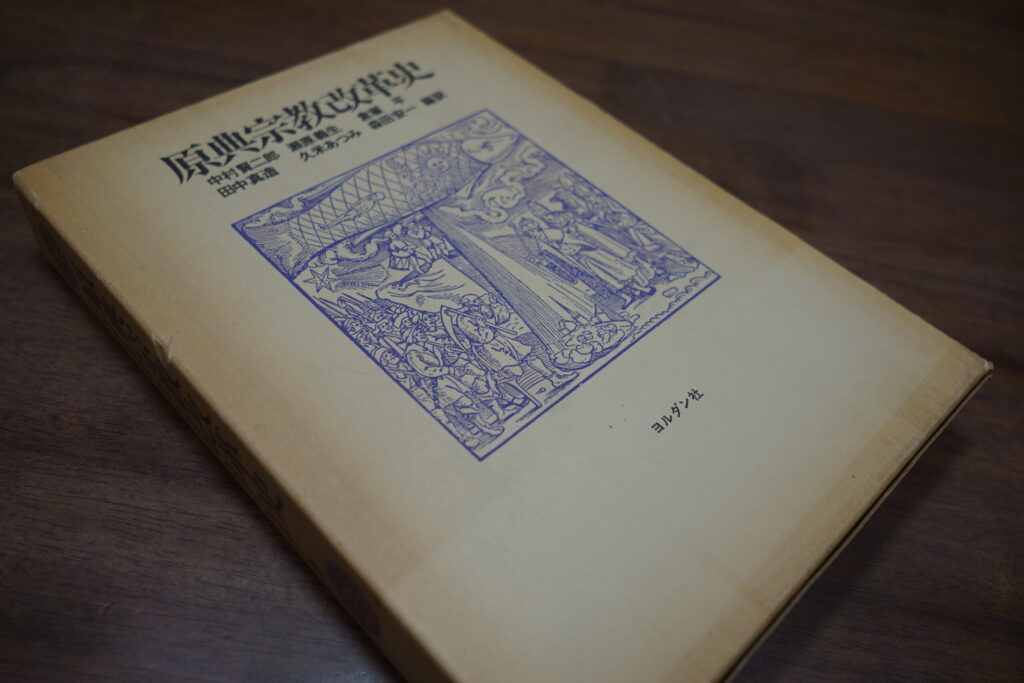 原典宗教改革史
中村賢二郎 瀬原義生 倉塚 平
田中真造 久米あつみ 森田安一 編訳
ヨルダン社